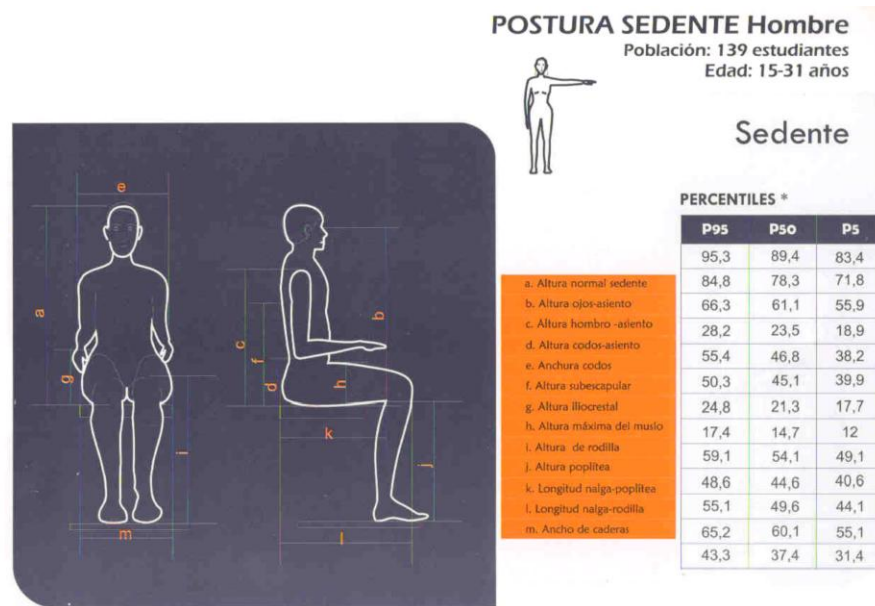 POSTURA SEDENTE Hombre
Población: 139 estudiantes
Edad: 15-31 años
Sedente
PERCENTILES *
P95 P50 P5
95,3 89,4 83,4
84,8 78,3 71,8
66,3 61,1 55,9
28,2 23,5 18,9
55,4 46,8 38,2
50,3 45,1 39,9
24,8 21,3 17,7
17,4 14,7 12
59,1 54,1 49,1
48,6 44,6 40,6
55,1 49,6 44,1
65,2 60,1 55,1
43,3 37,4 31,4
a. Altura normal sedente
b. Altura ojos-asiento
c. Altura hombro -asiento
d. Altura codos-asiento
e. Anchura codos
f. Altura subescapular
g. Altura iliocrestal
h. Altura máxima del muslo
i. Altura de rodilla
j. Altura poplítea
k. Longitud nalga-poplítea
l. Longitud nalga-rodilla
m. Ancho de caderas
e
a
g
i
m
b
c
f
d
h
k
j
l